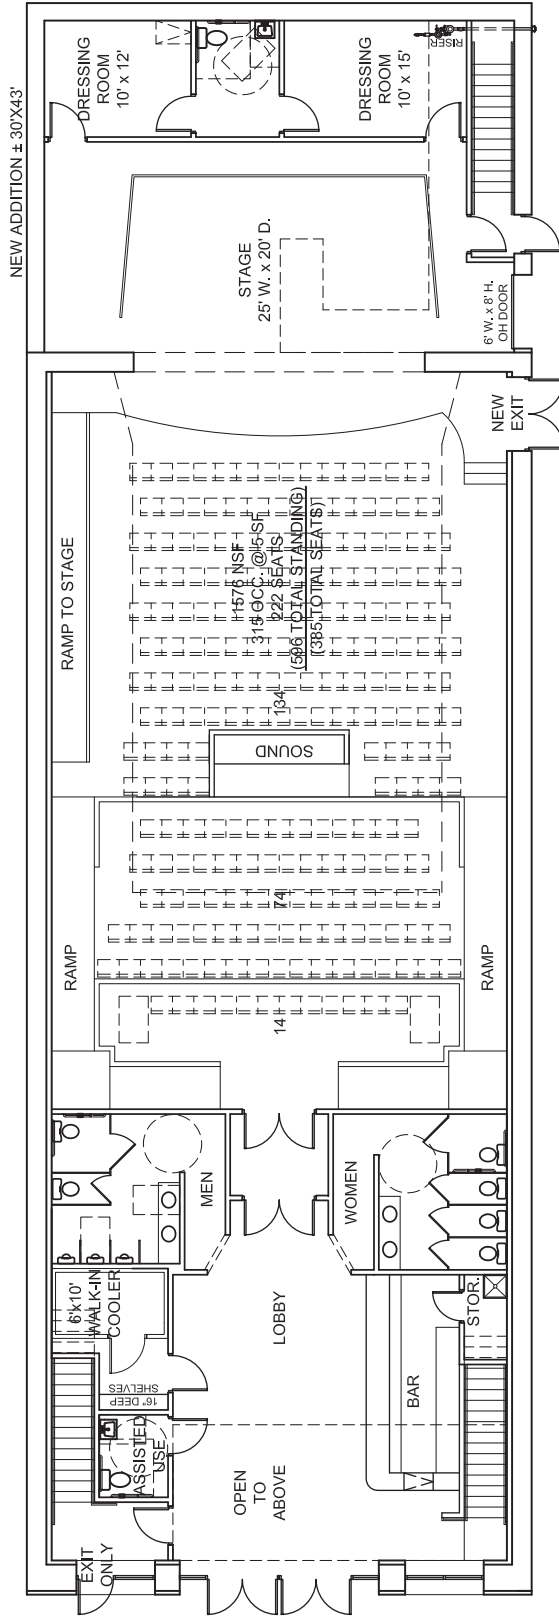 NEW ADDITION ± 30'X43'
DRESSING
ROOM
10' x 12'
DRESSING
ROOM
10' x 15'
RISER
STAGE
25' W. x 20' D.
6' W. x 8' H.
OH DOOR
NEW
EXIT
RAMP TO STAGE
1576 NSF
315 OCC. @ 5 SF
222 SEATS
(596 TOTAL STANDING)
(385 TOTAL SEATS)
134
SOUND
74
RAMP
RAMP
14
MEN
WOMEN
6'x10'
WALK-IN
COOLER
16" DEEP
SHELVES
LOBBY
STOR.
BAR
ASSISTED
USE
OPEN
TO
ABOVE
EXIT
ONLY